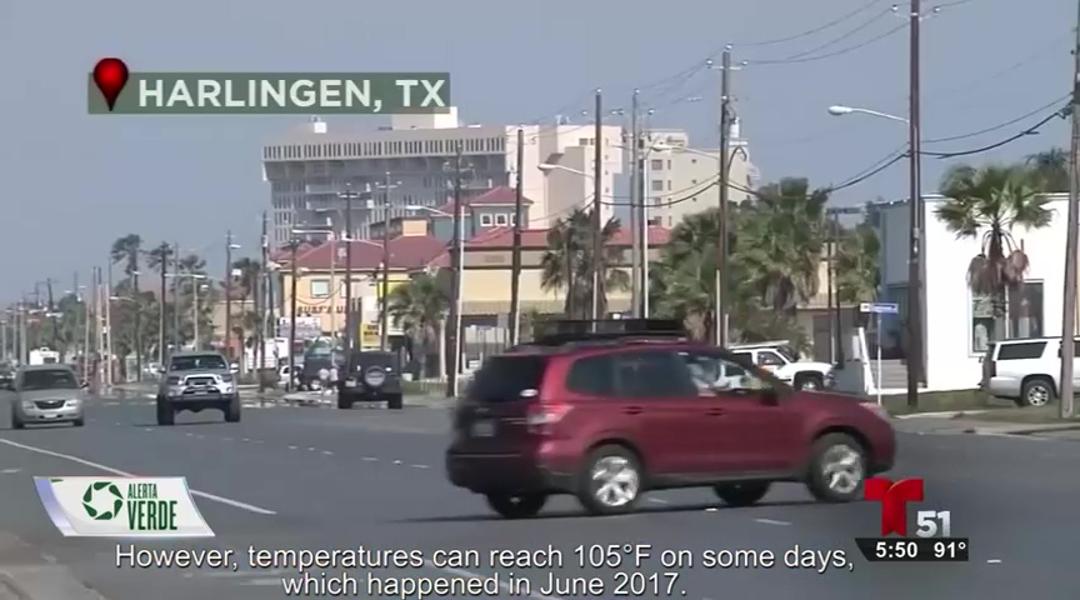 HARLINGEN, TX
ALERTA
VERDE
T
51
5:50 91°
However, temperatures can reach 105°F on some days,
which happened in June 2017.